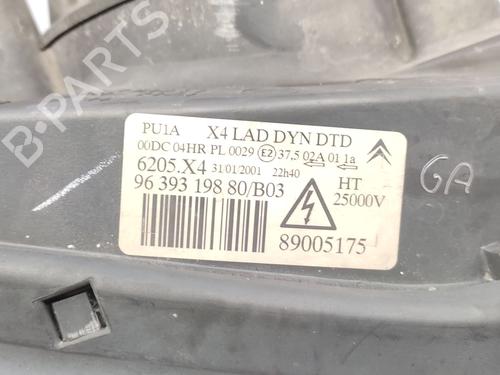 PU1A X4 LAD DYN DTD
00DC 04HR PL 0029 E2 37,5 02A 01 1a
6205.X4 31/01/2001 22h40
96 393 198 80/B03 HT
25000V
89005175
GA
B PARTS